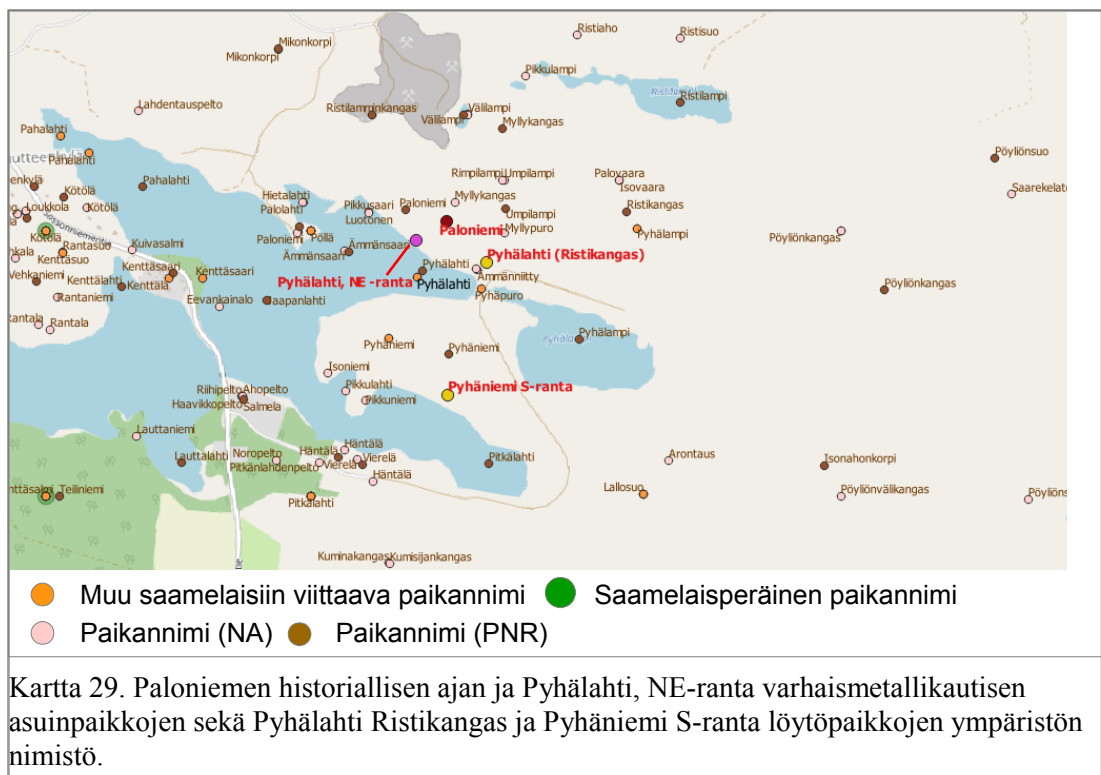 Mikonkorpi
Mikonkorpi
Ristiaho
Ristisuo
Pikkulampi
Ristilampi
Lahdentauspelto
Ristilamminkangas
Välilampi
Välilampi
Myllykangas
Pahalahti
Pahalahti
Pahalahti
Pöyliönsuo
Saarekelate
Kötölä
Kötölä
Loukkola
Kötölä
Sossonniementie
Hietalahti
Palolahti
Pikkusaari
Luotonen
Paloniemi
Rimpilampi
Umpilampi
Myllykangas
Palovaara
Isovaara
Ristikangas
Umpilampi
Myllypuro
Paloniemi
Paloniemi
Pöllä
Pyhälampi
Pöyliönkangas
Rantasuo
Kenttäsuo
Kuivasalmi
Ämmänsaari
Ämmänsaari
Pyhälahti (Ristikangas)
Vehkaniemi
Kenttälahti
Kenttäsaari
Kenttälä
Kenttäsaari
Pyhälahti, NE -ranta
Pyhälahti
Pyhälahti
Ämmänniitty
Pyhäpuro
Pöyliönkangas
Rantaniemi
Eevankainalo
Haapanlahti
Rantala
Rantala
Pyhäniemi
Pyhäniemi
Pyhälampi
Isoniemi
Pikkulahti
Pikkuniemi
Pyhäniemi S-ranta
Riihipelto
Ahopelto
Haavikkopelto
Salmela
Lauttaniemi
Lauttalahti
Noropelto
Pitkänlahdenpelto
Häntälä
Häntälä
Vierelä
Vierelä
Häntälä
Pitkälahti
Arontaus
Isonahonkorpi
Teiliniemi
Pitkälahti
Lallosuo
Pöyliönvälikangas
Kuminakangas
Kumisijankangas
Muu saamelaisiin viittaava paikannimi
Saamelaisperäinen paikannimi
Paikannimi (NA)
Paikannimi (PNR)
Kartta 29. Paloniemen historiallisen ajan ja Pyhälahti, NE-ranta varhaismetallikautisen
asuinpaikkojen sekä Pyhälahti Ristikangas ja Pyhäniemi S-ranta löytöpaikkojen ympäristön
nimistö.